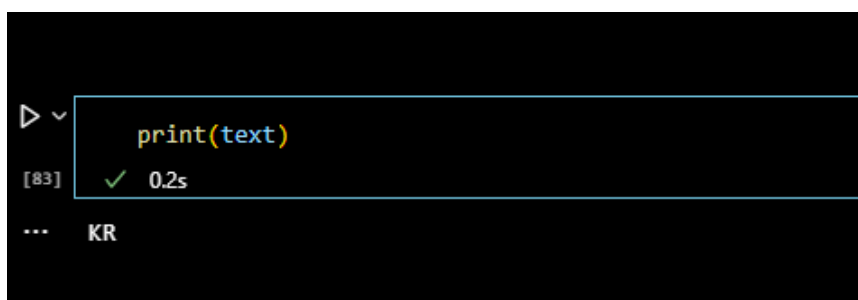 print(text)
[83] ✓ 0.2s
... KR